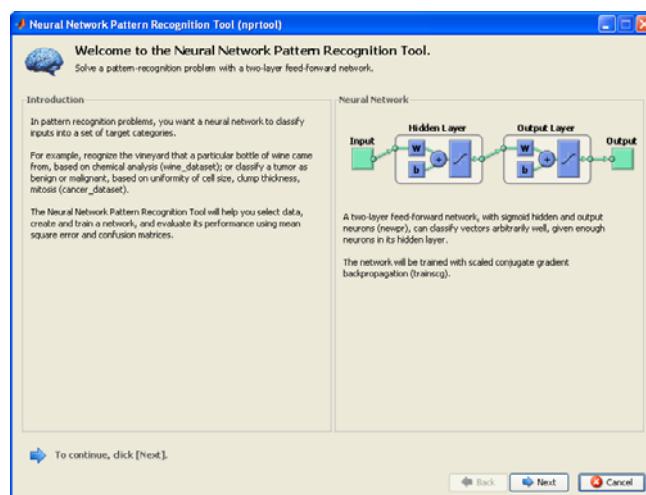 Neural Network Pattern Recognition Tool (nprtool)
Welcome to the Neural Network Pattern Recognition Tool.
Solve a pattern-recognition problem with a two-layer feed-forward network.
Introduction
In pattern recognition problems, you want a neural network to classify
inputs into a set of target categories.
For example, reognize the vineyard that a particular bottle of wine came
from, based on chemical analysis (wine_dataset); or classify a tumor as
benign or malignant, based on uniformity of cell size, clump thickness,
mitosis (cancer_dataset).
The Neural Network Pattern Recognition Tool will help you select data,
create and train a network, and evaluate its performance using mean
square error and confusion matrices.
Neural Network
Hidden Layer
Output Layer
Input
Output
W
b
W
b
A two-layer feed-forward network, with sigmoid hidden and output
neurons (newpr), can classify vectors arbitrarily well, given enough
neurons in its hidden layer.
The network will be trained with scaled conjugate gradient
backpropagation (trainscg).
To continue, click [Next].
Back
Next
Cancel